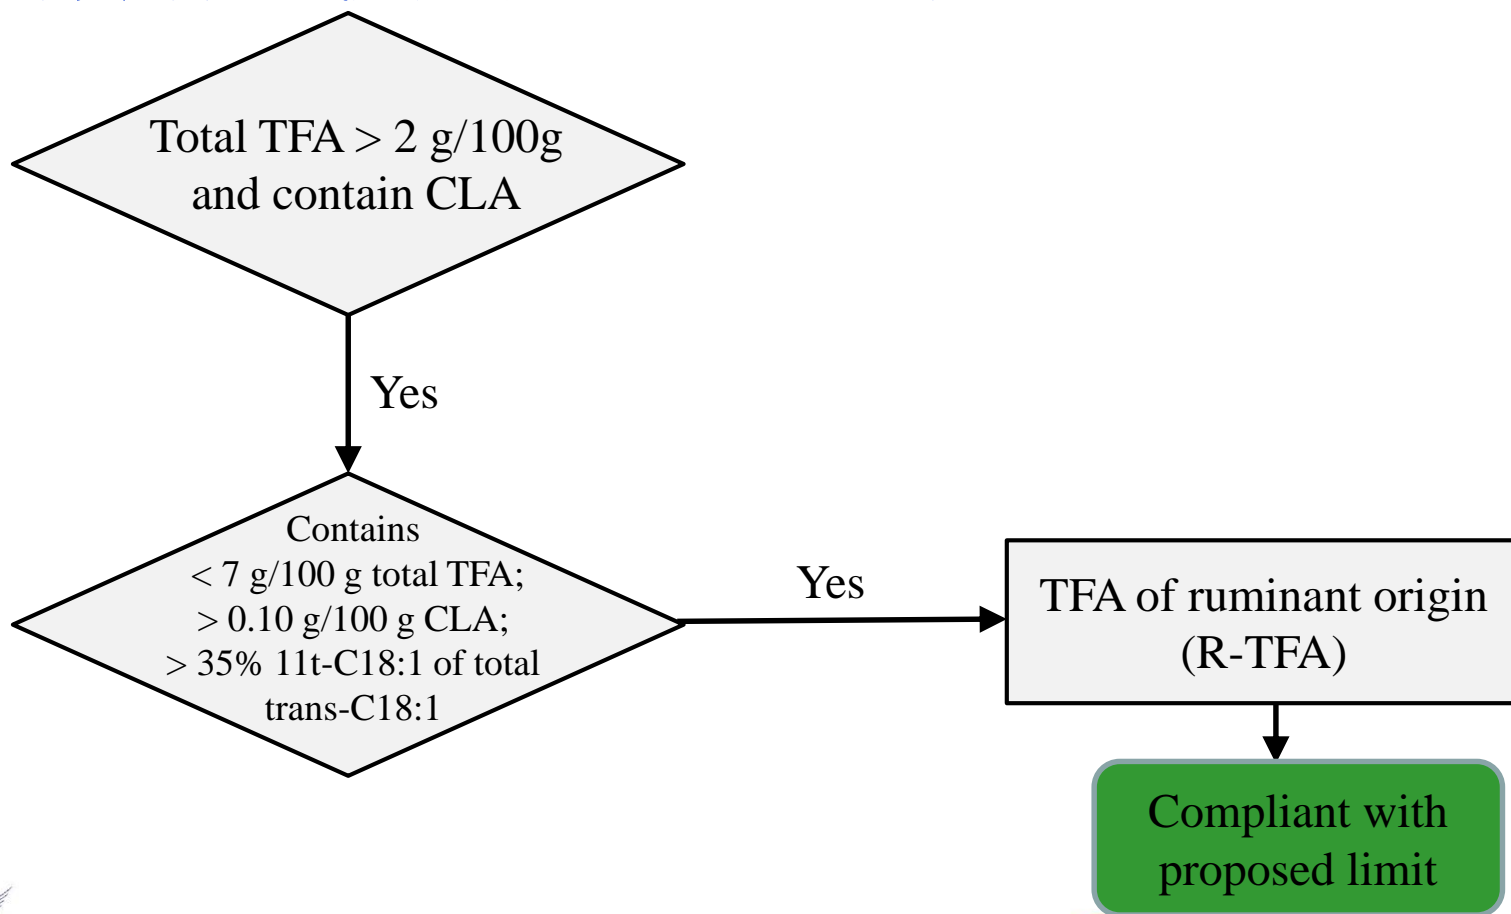 Total TFA > 2 g/100g
and contain CLA
Yes
Contains
< 7 g/100 g total TFA;
> 0.10 g/100 g CLA;
> 35% 11t-C18:1 of total
trans-C18:1
Yes
TFA of ruminant origin
(R-TFA)
Compliant with
proposed limit